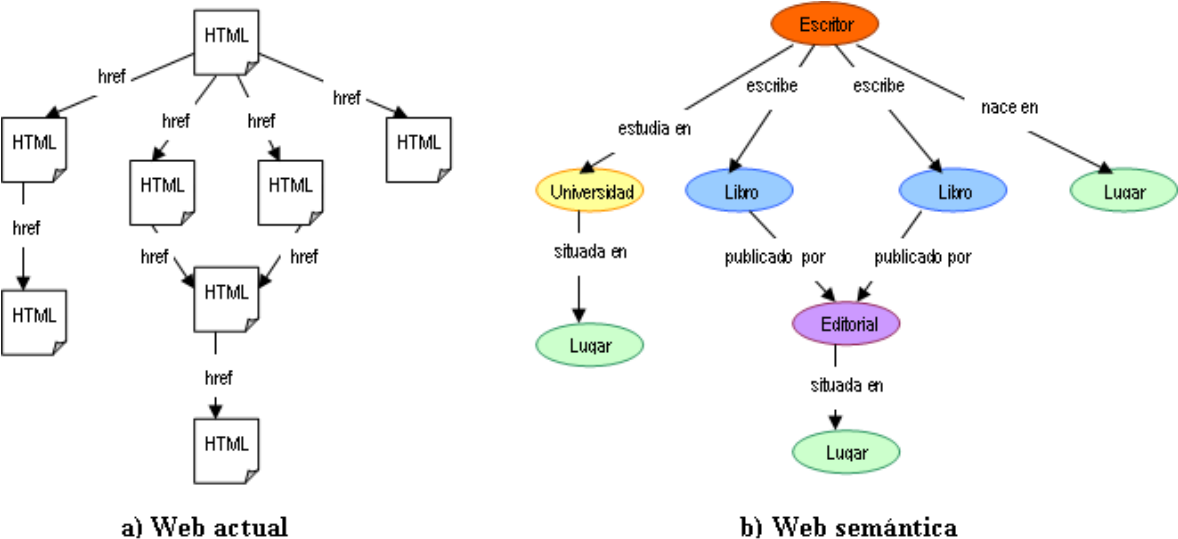 HTML
href
href
href
href
HTML
HTML
HTML
HTML
href
href
href
HTML
HTML
href
HTML
a) Web actual
Escritor
escribe
escribe
nace en
estudia en
Universidad
Libro
Libro
Lugar
situada en
publicado por
publicado por
Lugar
Editorial
situada en
Lugar
b) Web semántica